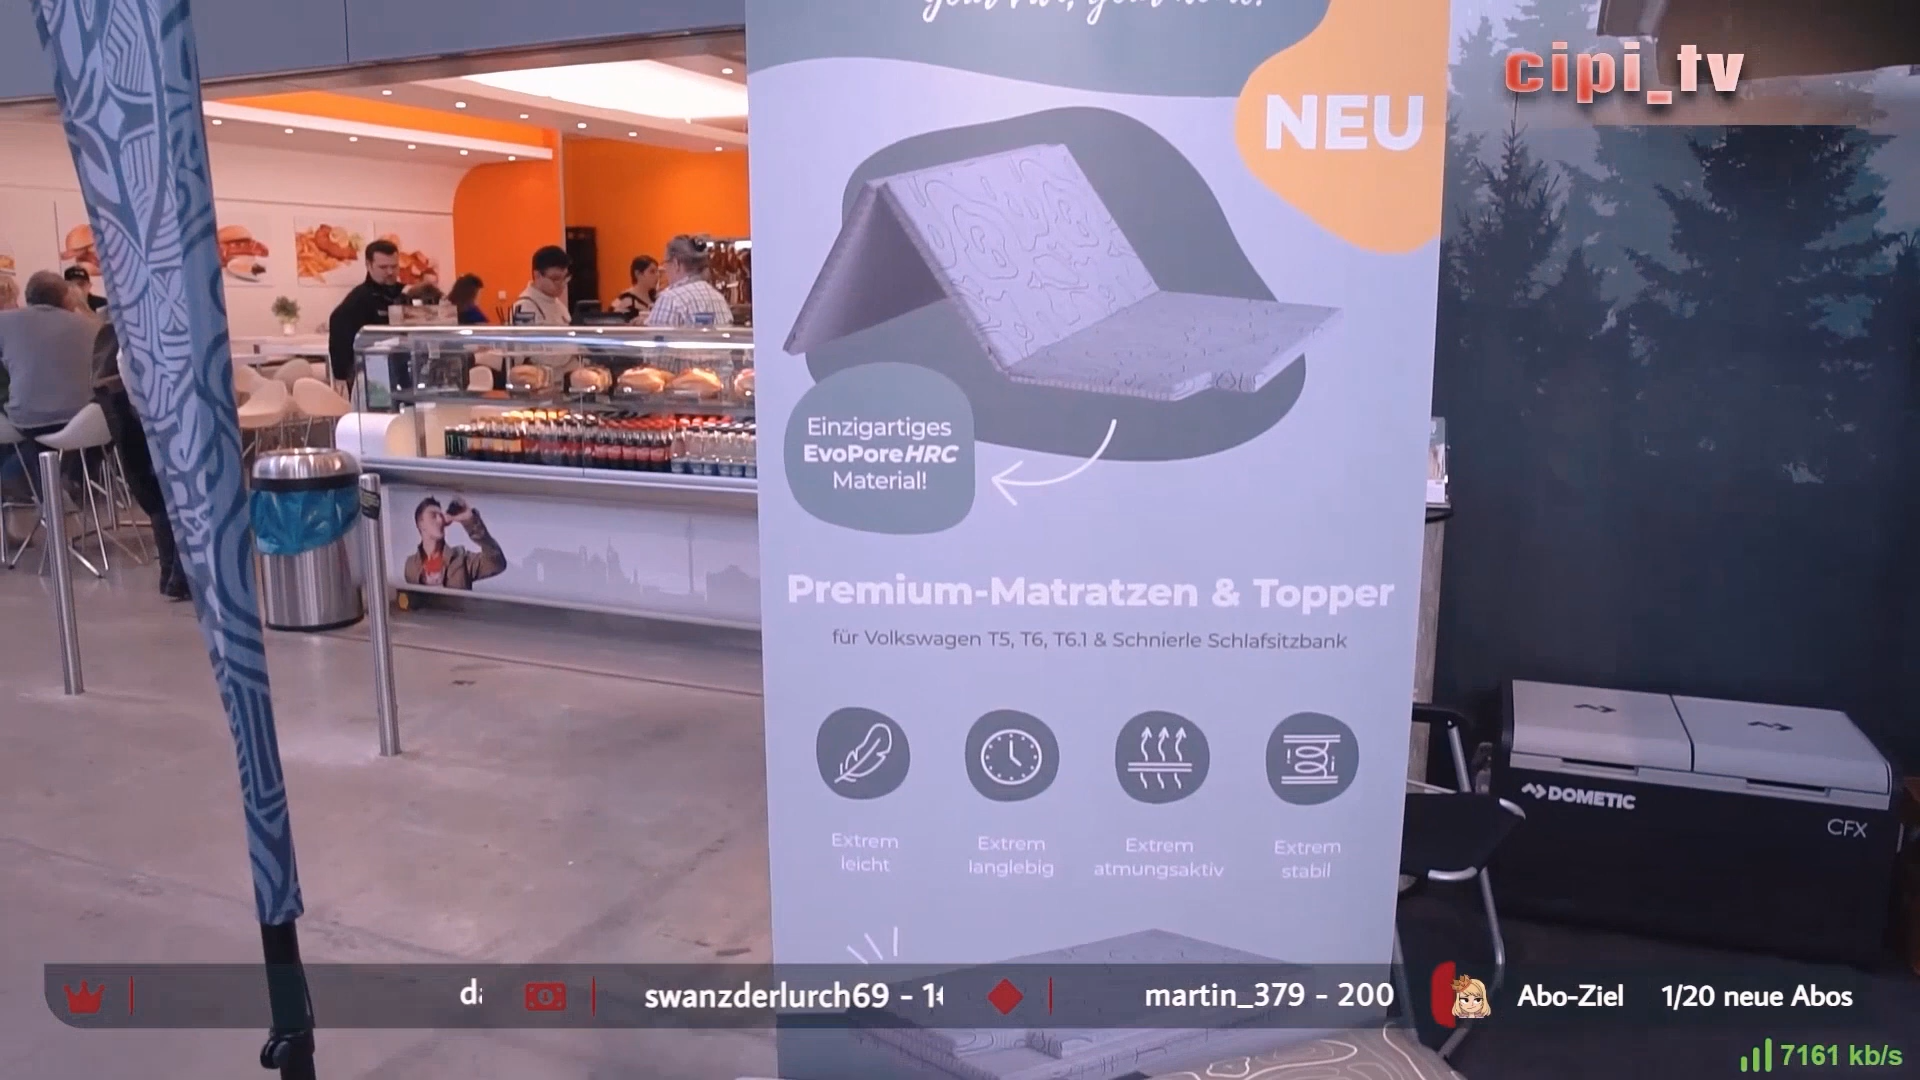 cipi_tv
NEU
Einzigartiges
EvoPoreHRC
Material!
Premium-Matratzen & Topper
für Volkswagen T5, T6, T6.1 & Schnierle Schlafsitzbank
Extrem
leicht
Extrem
langlebig
Extrem
atmungsaktiv
Extrem
stabil
DOMETIC
CFX
swanzderlurch69 - 1€
martin_379 - 200
Abo-Ziel
1/20 neue Abos
7161 kb/s